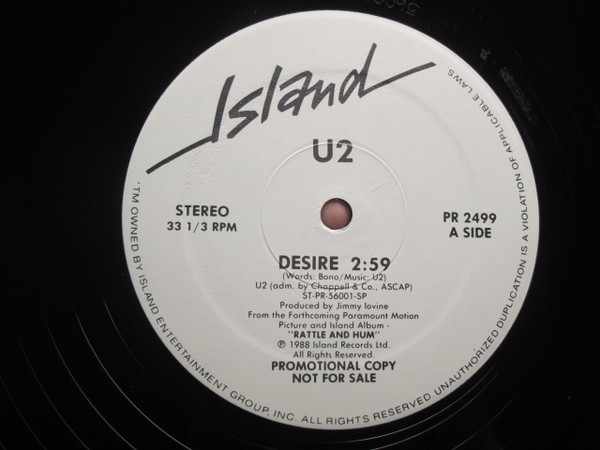 Island
U2
STEREO
33 1/3 RPM
PR 2499
A SIDE
DESIRE 2:59
(Words: Bono/Music: U2)
U2 (adm. by Chappell & Co., ASCAP)
ST-PR-56001-SP
Produced by Jimmy Iovine
From the Forthcoming Paramount Motion
Picture and Island Album -
"RATTLE AND HUM"
℗ 1988 Island Records Ltd.
All Rights Reserved.
PROMOTIONAL COPY
NOT FOR SALE
*TM OWNED BY ISLAND ENTERTAINMENT GROUP, INC. ALL RIGHTS RESERVED UNAUTHORIZED DUPLICATION IS A VIOLATION OF APPLICABLE LAWS